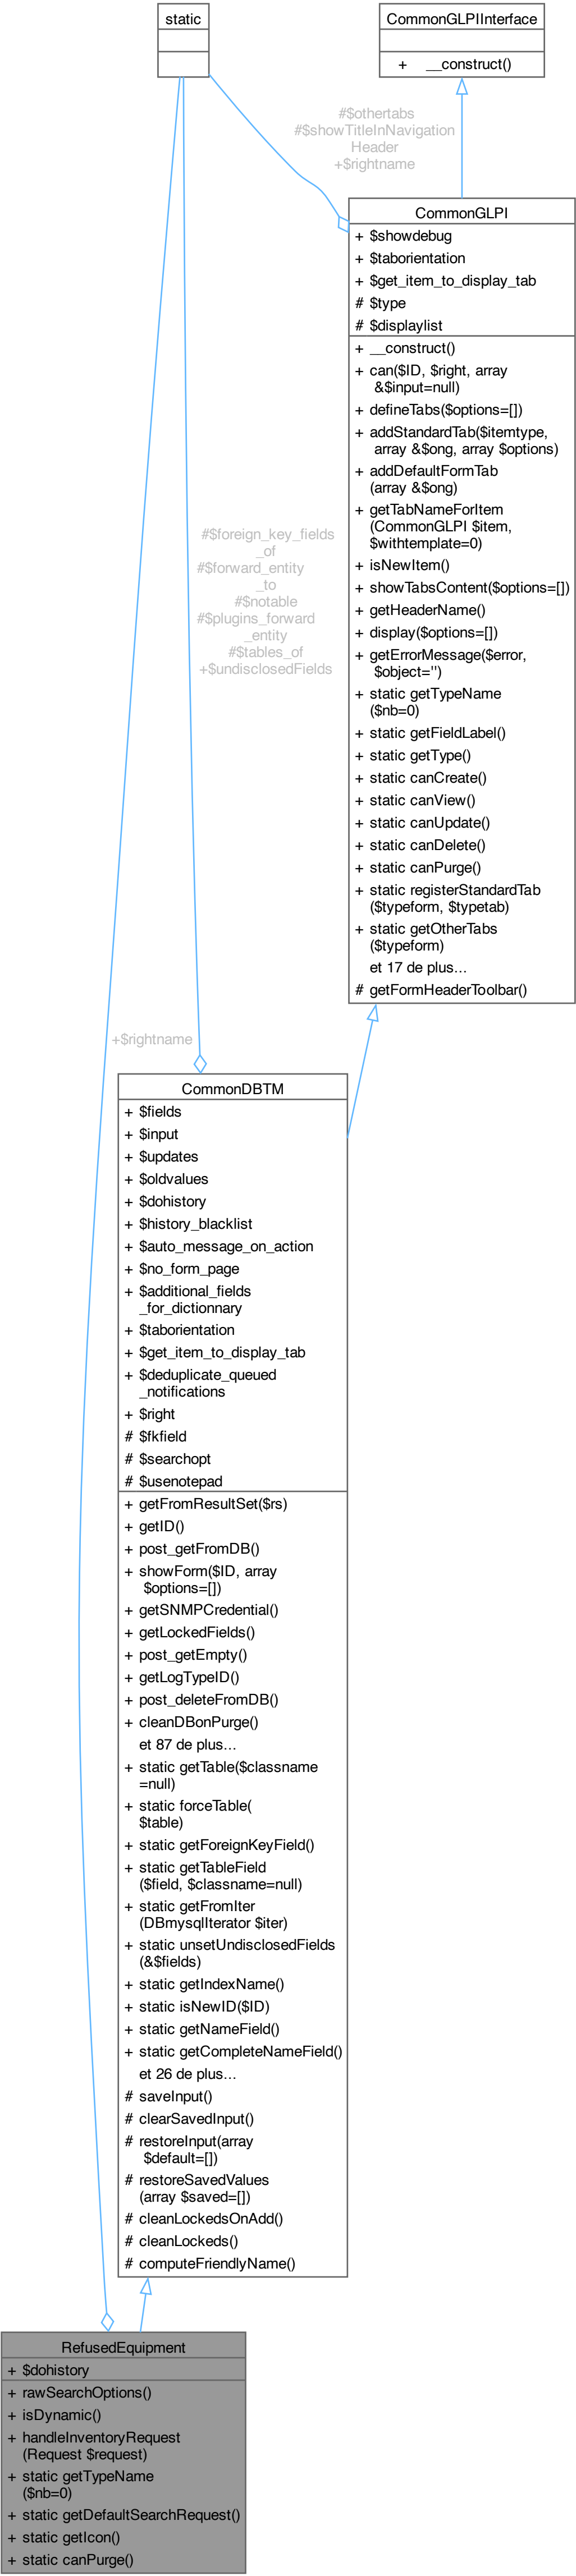 static
CommonGLPIInterface
+ __construct()
#$othertabs
#$showTitleInNavigation
Header
+$rightname
CommonGLPI
+ $showdebug
+ $taborientation
+ $get_item_to_display_tab
# $type
# $displaylist
+ __construct()
+ can($ID, $right, array
&$input=null)
+ defineTabs($options=[])
+ addStandardTab($itemtype,
array &$ong, array $options)
+ addDefaultFormTab
(array &$ong)
+ getTabNameForItem
(CommonGLPI $item,
$withtemplate=0)
+ isNewItem()
+ showTabsContent($options=[])
+ getHeaderName()
+ display($options=[])
+ getErrorMessage($error,
$object='')
+ static getTypeName
($nb=0)
+ static getFieldLabel()
+ static getType()
+ static canCreate()
+ static canView()
+ static canUpdate()
+ static canDelete()
+ static canPurge()
+ static registerStandardTab
($typeform, $typetab)
+ static getOtherTabs
($typeform)
et 17 de plus...
# getFormHeaderToolbar()
#$foreign_key_fields
_of
#$forward_entity
_to
#$notable
#$plugins_forward
_entity
#$tables_of
+$undisclosedFields
+$rightname
CommonDBTM
+ $fields
+ $input
+ $updates
+ $oldvalues
+ $dohistory
+ $history_blacklist
+ $auto_message_on_action
+ $no_form_page
+ $additional_fields
_for_dictionnary
+ $taborientation
+ $get_item_to_display_tab
+ $deduplicate_queued
_notifications
+ $right
# $fkfield
# $searchopt
# $usenotepad
+ getFromResultSet($rs)
+ getID()
+ post_getFromDB()
+ showForm($ID, array
$options=[])
+ getSNMPCredential()
+ getLockedFields()
+ post_getEmpty()
+ getLogTypeID()
+ post_deleteFromDB()
+ cleanDBonPurge()
et 87 de plus...
+ static getTable($classname
=null)
+ static forceTable(
$table)
+ static getForeignKeyField()
+ static getTableField
($field, $classname=null)
+ static getFromIter
(DBmysqlIterator $iter)
+ static unsetUndisclosedFields
(&$fields)
+ static getIndexName()
+ static isNewID($ID)
+ static getNameField()
+ static getCompleteNameField()
et 26 de plus...
# saveInput()
# clearSavedInput()
# restoreInput(array
$default=[])
# restoreSavedValues
(array $saved=[])
# cleanLockedsOnAdd()
# cleanLockeds()
# computeFriendlyName()
RefusedEquipment
+ $dohistory
+ rawSearchOptions()
+ isDynamic()
+ handleInventoryRequest
(Request $request)
+ static getTypeName
($nb=0)
+ static getDefaultSearchRequest()
+ static getIcon()
+ static canPurge()